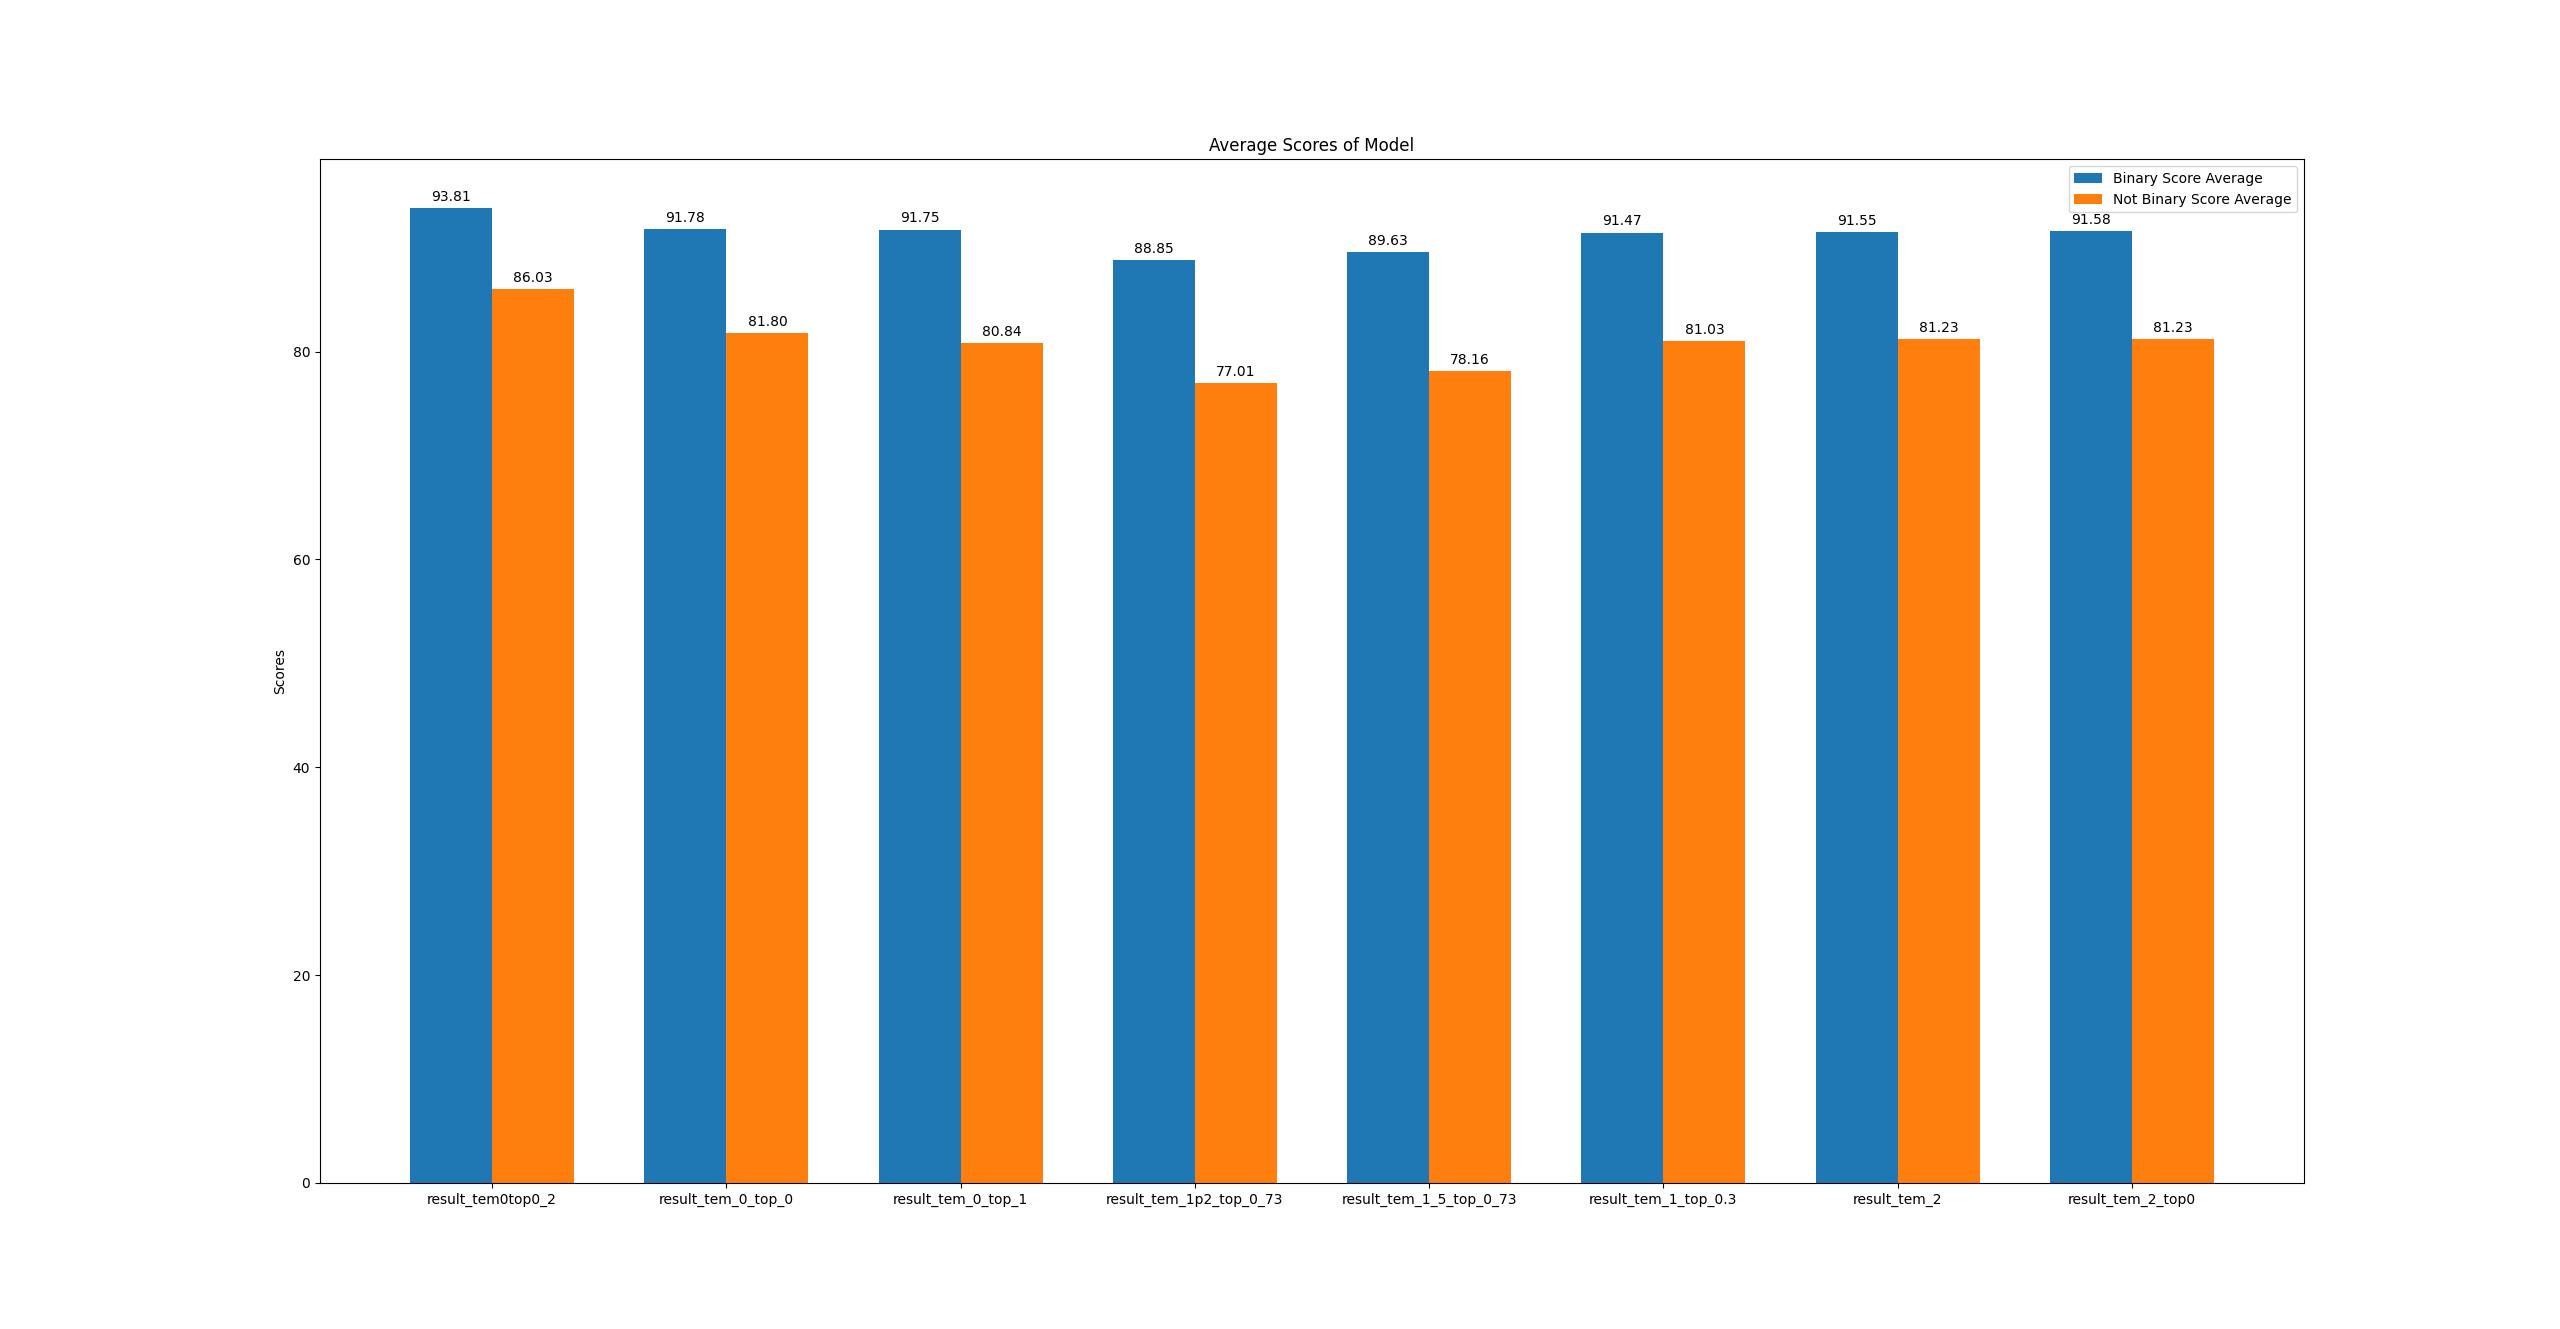 Average Scores of Model
Binary Score Average
Not Binary Score Average
93.81
86.03
91.78
81.80
91.75
80.84
88.85
77.01
89.63
78.16
91.47
81.03
91.55
81.23
91.58
81.23
Scores
80
60
40
20
0
result_tem0top0_2
result_tem_0_top_0
result_tem_0_top_1
result_tem_1p2_top_0_73
result_tem_1_5_top_0_73
result_tem_1_top_0.3
result_tem_2
result_tem_2_top0